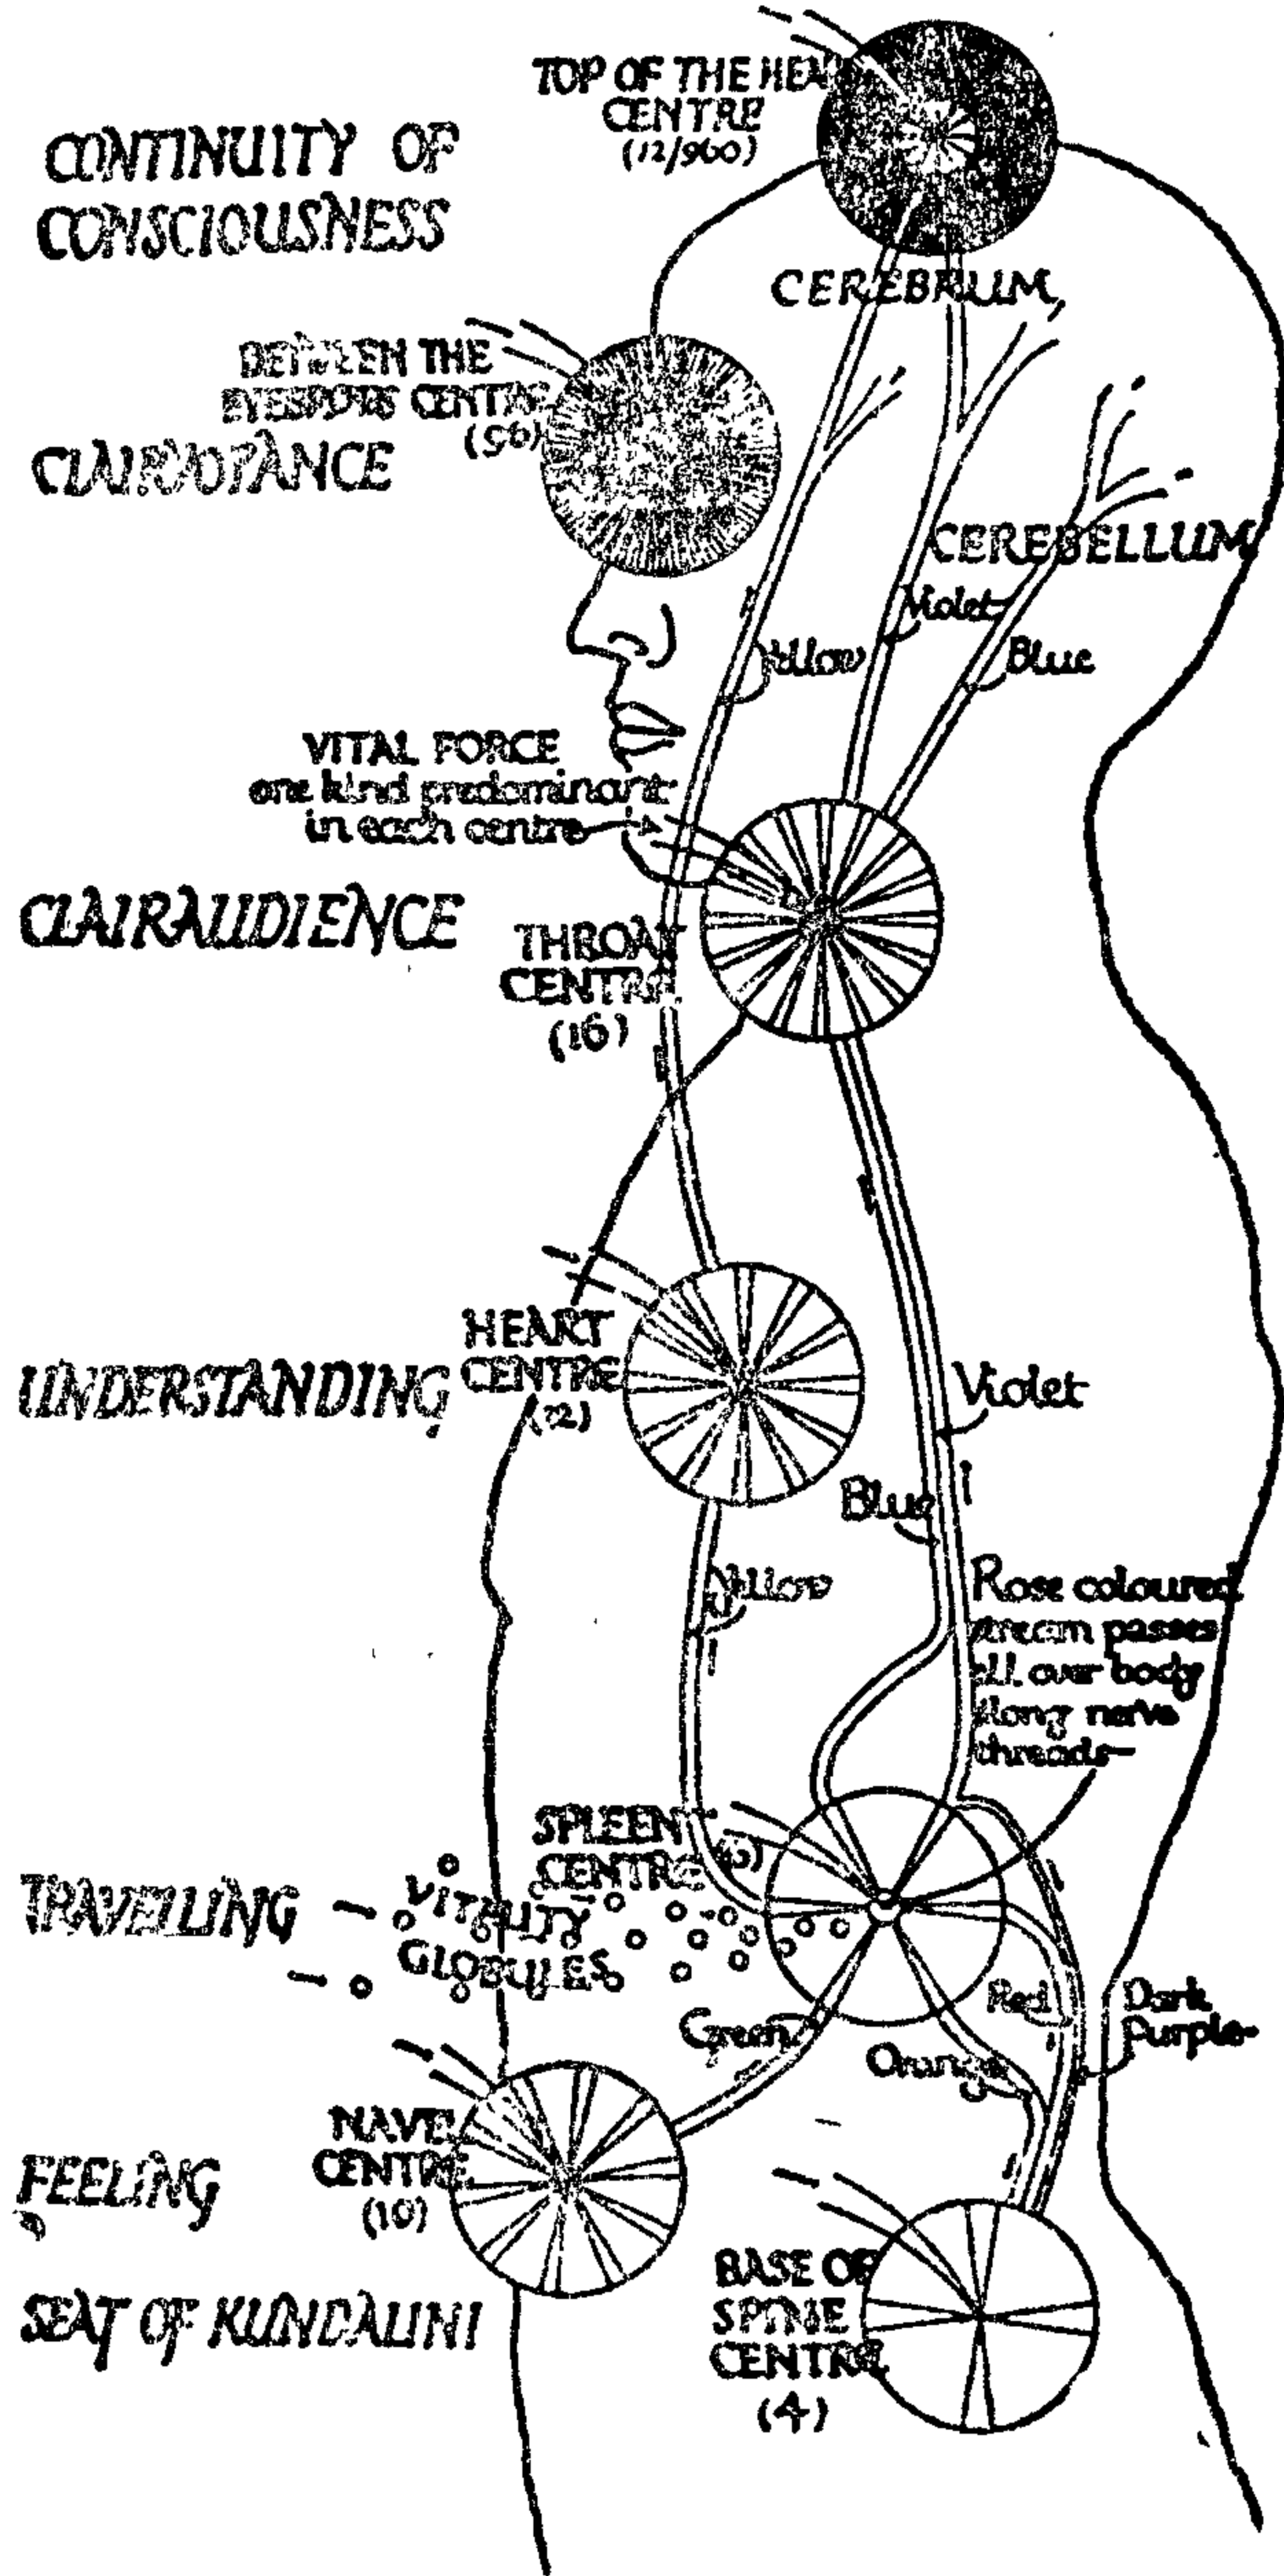 TOP OF THE HEA
CENTRE
(12/960)
CONTINUITY OF
CONSCIOUSNESS
CEREBRUM
BETWEEN THE
CENTRE
(96)
CLAIRVOYANCE
CEREBELLUM
Violet
Yellow
Blue
VITAL FORCE
one kind predominant
in each centre
CLAIRAUDIENCE
THROAT
CENTRE
(16)
HEART
CENTRE
(12)
UNDERSTANDING
Violet
Blue
Yellow
Rose coloured
stream passes
all over body
along nerve
threads
SPLEEN
CENTRE (6)
TRAVELLING
VITALITY
GLOBULES
Red
Dark
Purple
Green
Orange
NAVEL
CENTRE
(10)
FEELING
BASE OF
SPINE
CENTRE
(4)
SEAT OF KUNDALINI